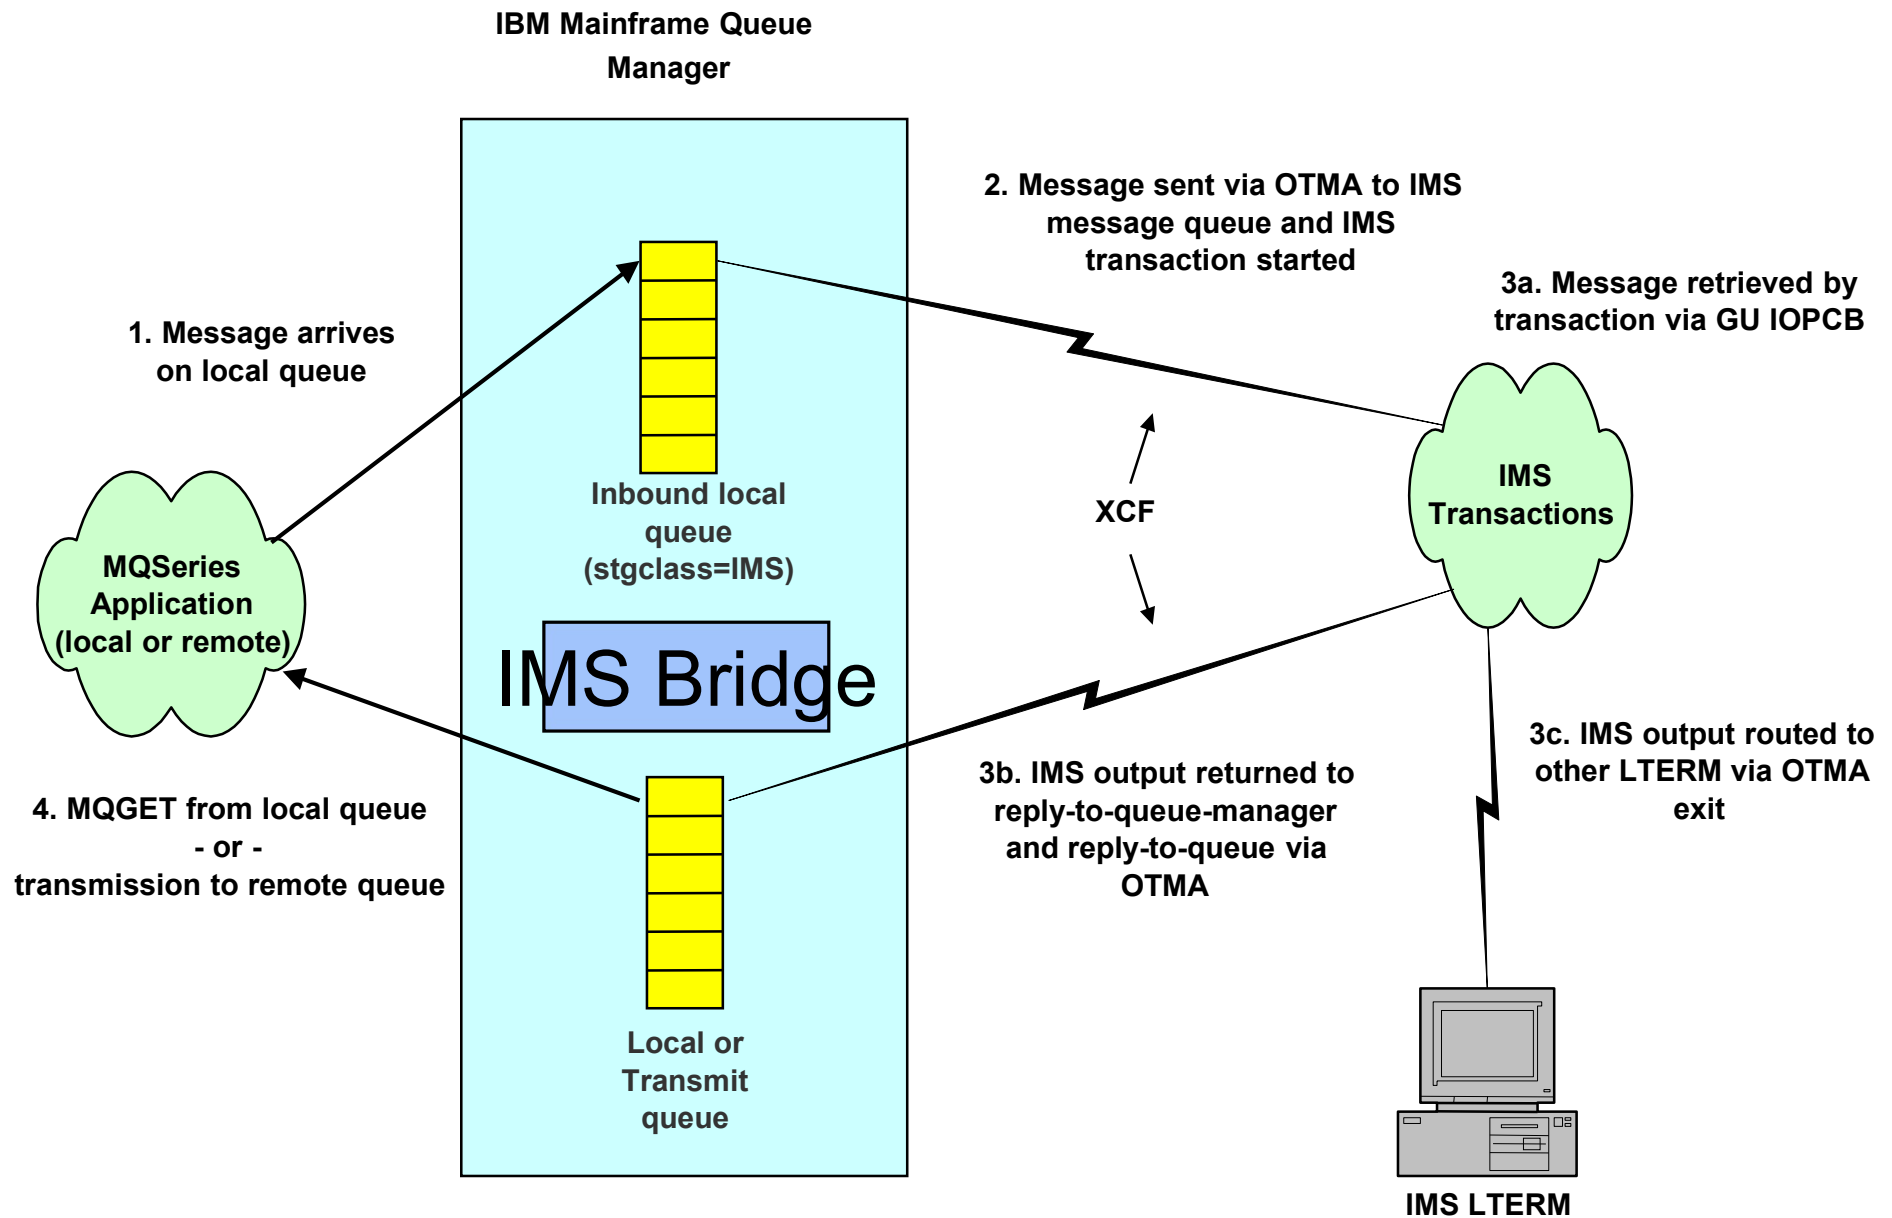 IBM Mainframe Queue
Manager
2. Message sent via OTMA to IMS
message queue and IMS
transaction started
3a. Message retrieved by
transaction via GU IOPCB
1. Message arrives
on local queue
Inbound local
queue
(stgclass=IMS)
XCF
IMS
Transactions
MQSeries
Application
(local or remote)
IMS Bridge
3b. IMS output returned to
reply-to-queue-manager
and reply-to-queue via
OTMA
3c. IMS output routed to
other LTERM via OTMA
exit
4. MQGET from local queue
- or -
transmission to remote queue
Local or
Transmit
queue
IMS LTERM